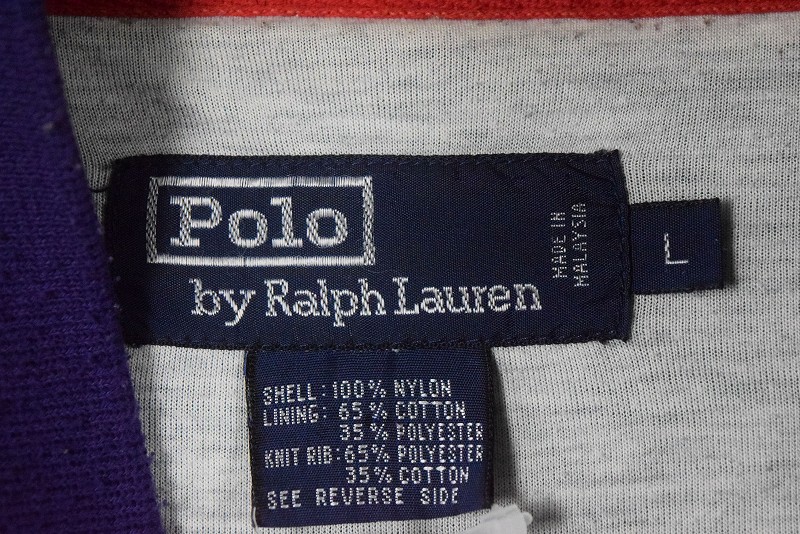 Polo
by Ralph Lauren
MADE IN
MALAYSIA
L
SHELL: 100% NYLON
LINING: 65% COTTON
35% POLYESTER
KNIT RIB: 65% POLYESTER
35% COTTON
SEE REVERSE SIDE